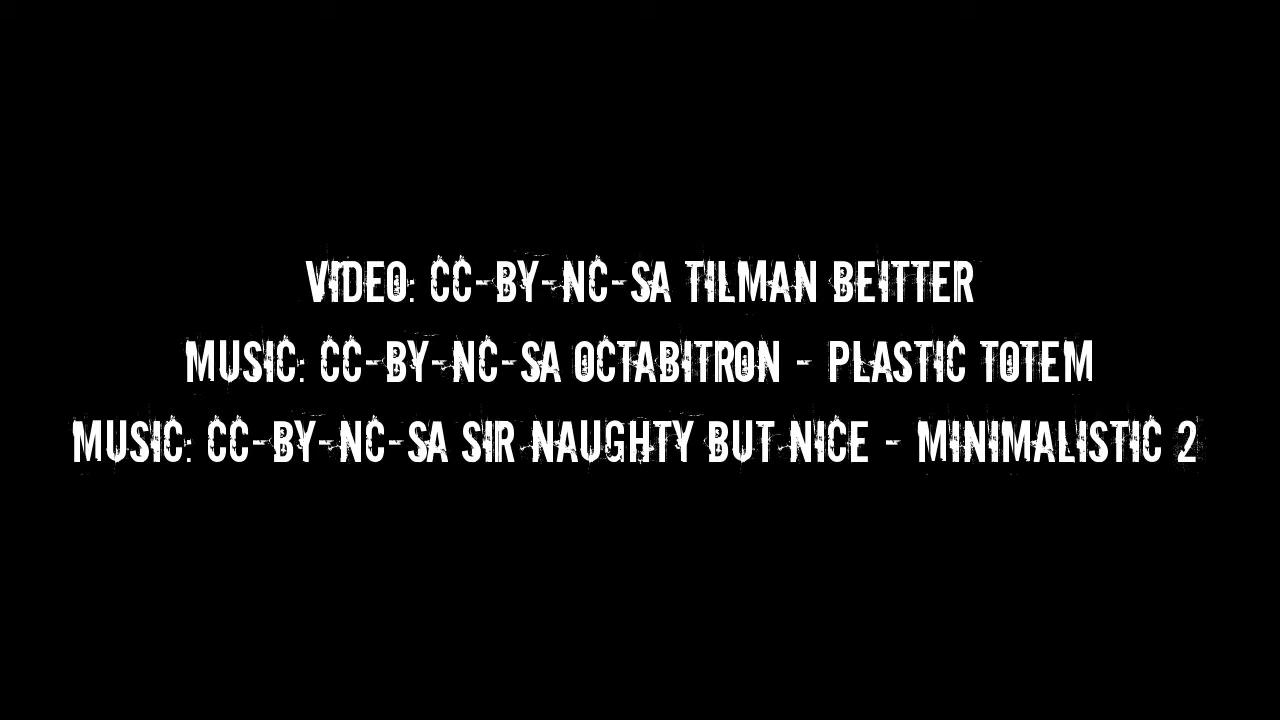 VIDEO: CC-BY-NC-SA TILMAN BEITTER
MUSIC: CC-BY-NC-SA OCTABITRON - PLASTIC TOTEM
MUSIC: CC-BY-NC-SA SIR NAUGHTY BUT NICE - MINIMALISTIC 2